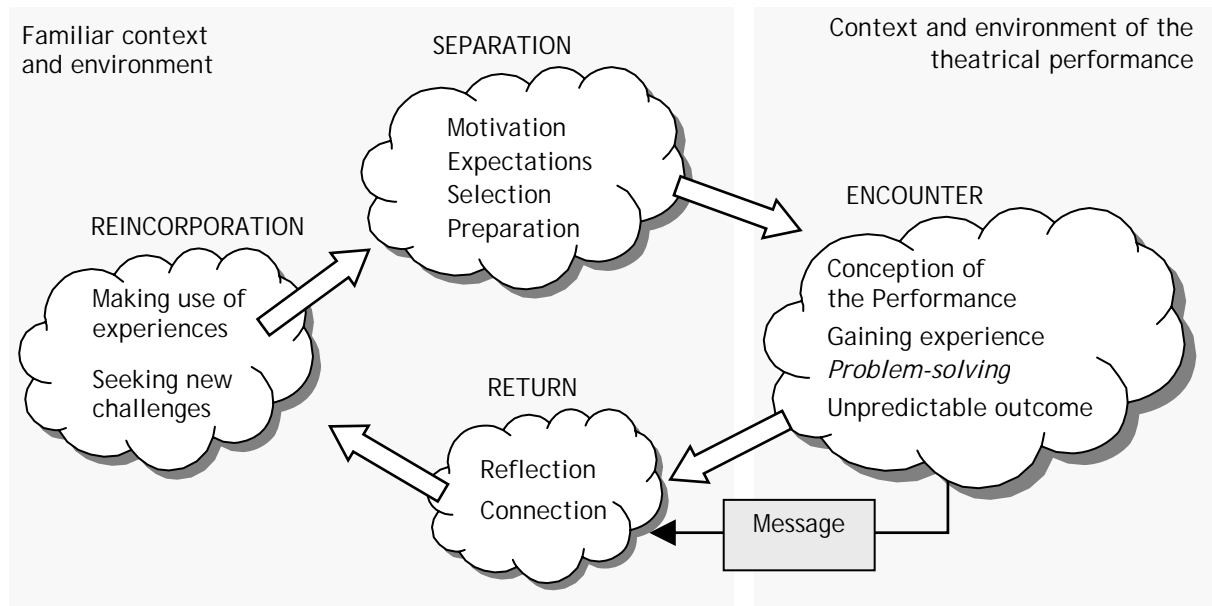 Familiar context
and environment
Context and environment of the
theatrical performance
SEPARATION
Motivation
Expectations
Selection
Preparation
ENCOUNTER
Conception of
the Performance
Gaining experience
Problem-solving
Unpredictable outcome
REINCORPORATION
Making use of
experiences
Seeking new
challenges
RETURN
Reflection
Connection
Message